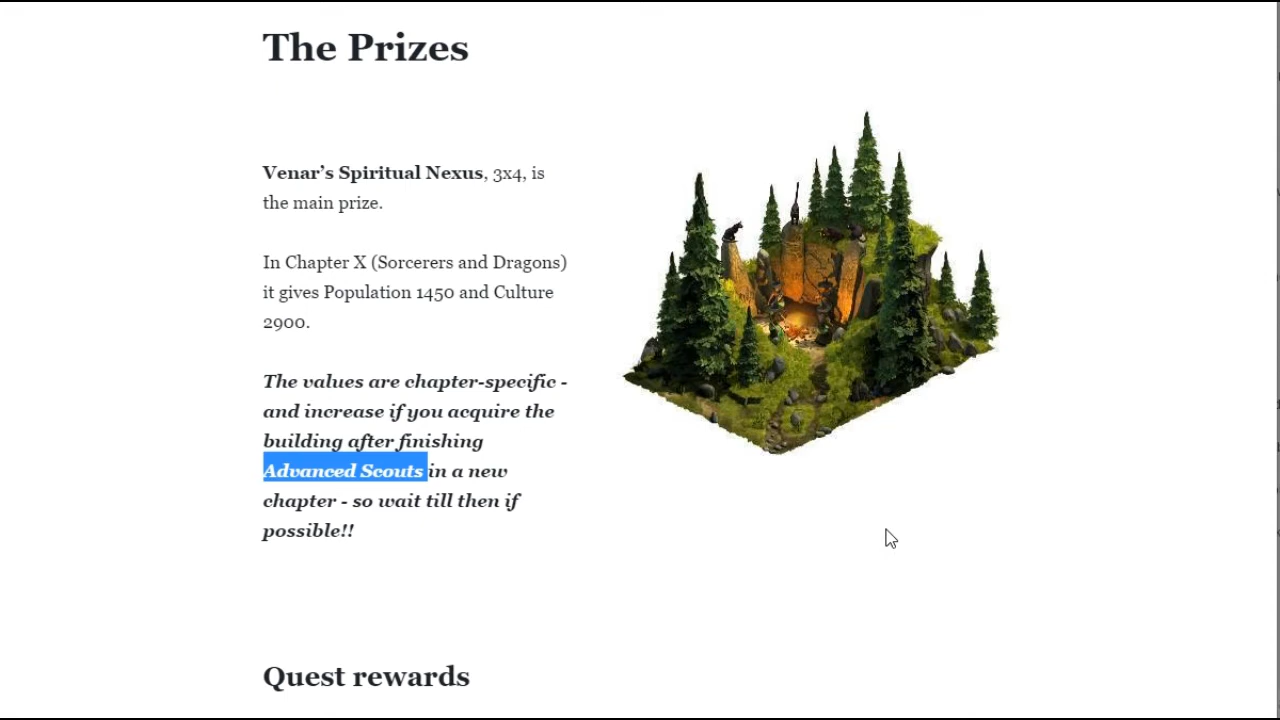 The Prizes
Venar’s Spiritual Nexus, 3x4, is
the main prize.
In Chapter X (Sorcerers and Dragons)
it gives Population 1450 and Culture
2900.
The values are chapter-specific -
and increase if you acquire the
building after finishing
Advanced Scouts in a new
chapter - so wait till then if
possible!!
Quest rewards